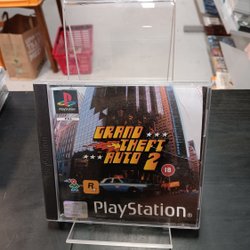 GRAND
THEFT
AUTO 2
18
R
PlayStation